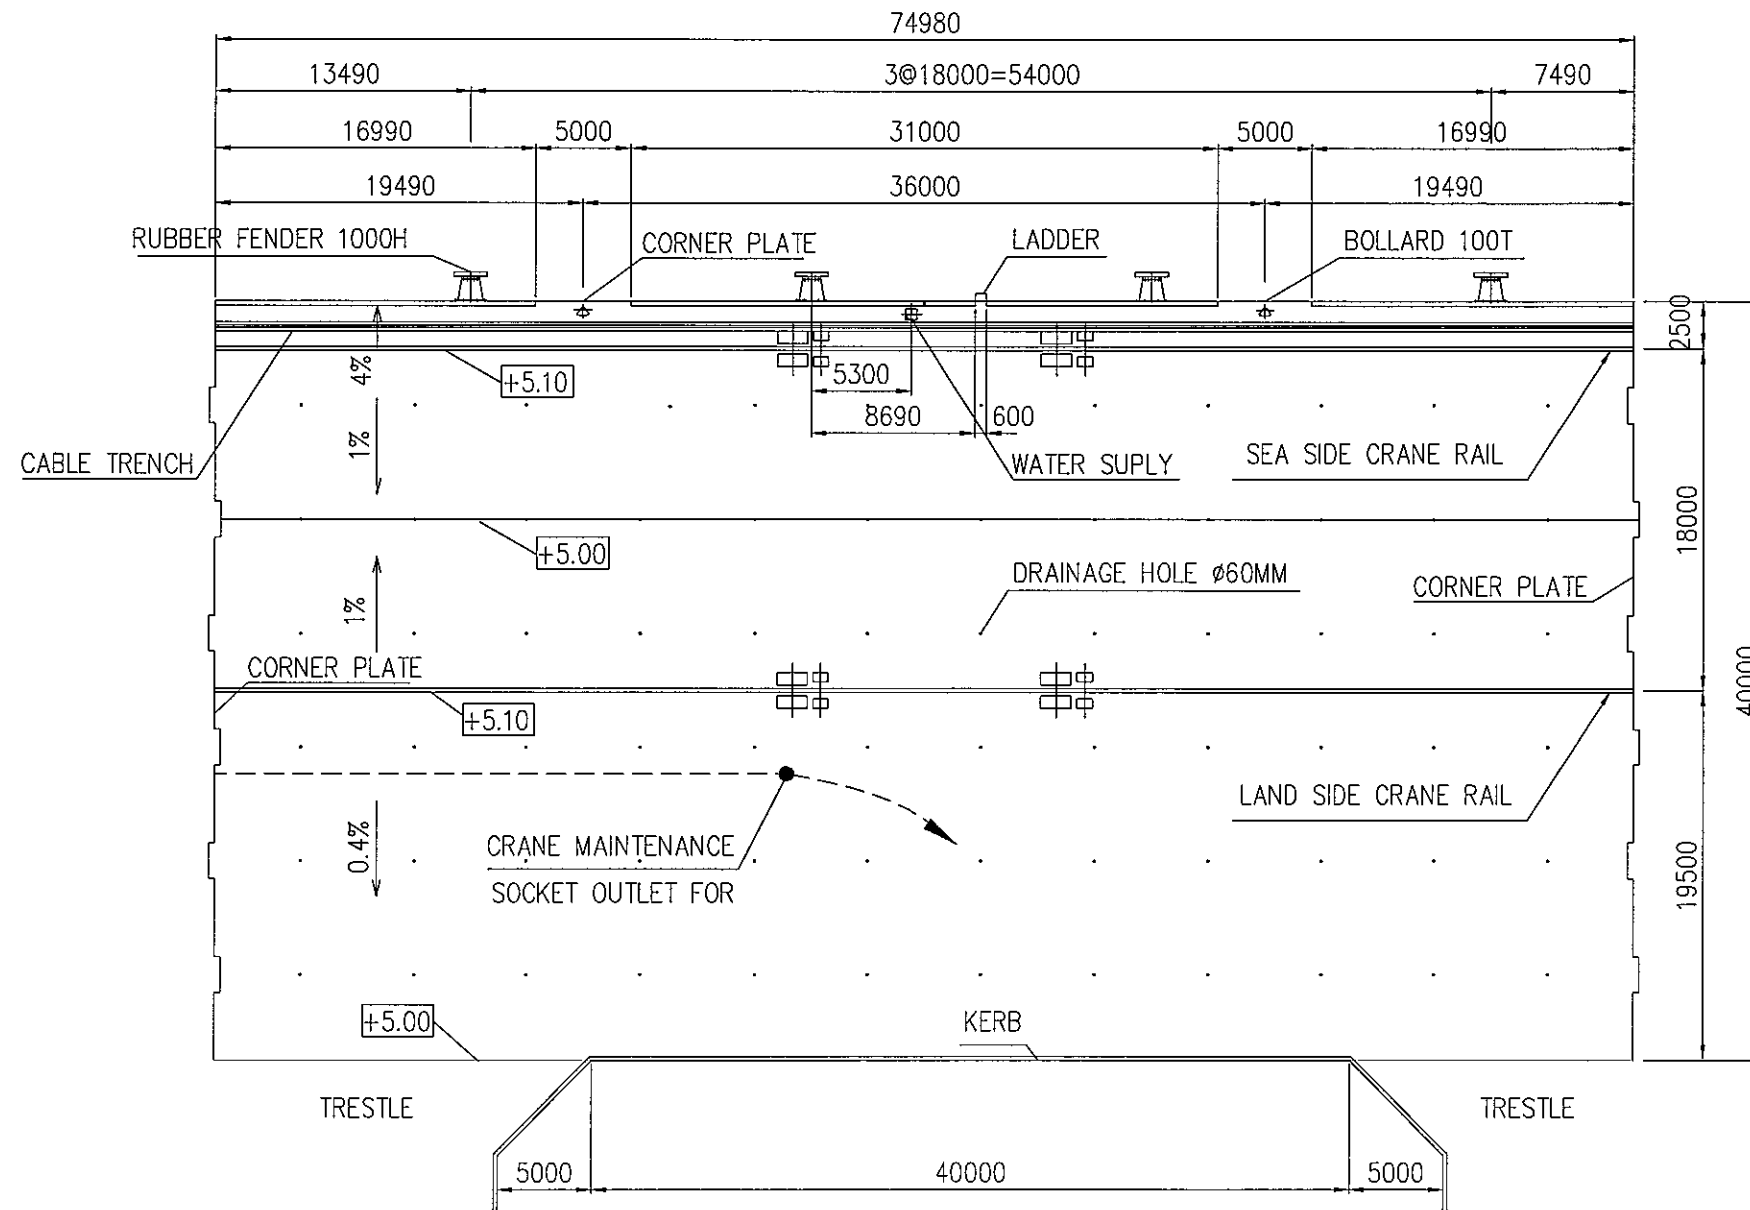 74980
13490
3@18000=54000
7490
16990
5000
31000
5000
16990
19490
36000
19490
RUBBER FENDER 1000H
CORNER PLATE
LADDER
BOLLARD 100T
2500
4%
+5.10
5300
8690
600
1%
CABLE TRENCH
WATER SUPLY
SEA SIDE CRANE RAIL
18000
+5.00
DRAINAGE HOLE ø60MM
CORNER PLATE
1%
CORNER PLATE
40000
+5.10
LAND SIDE CRANE RAIL
0.4%
CRANE MAINTENANCE
SOCKET OUTLET FOR
19500
+5.00
KERB
TRESTLE
TRESTLE
5000
40000
5000